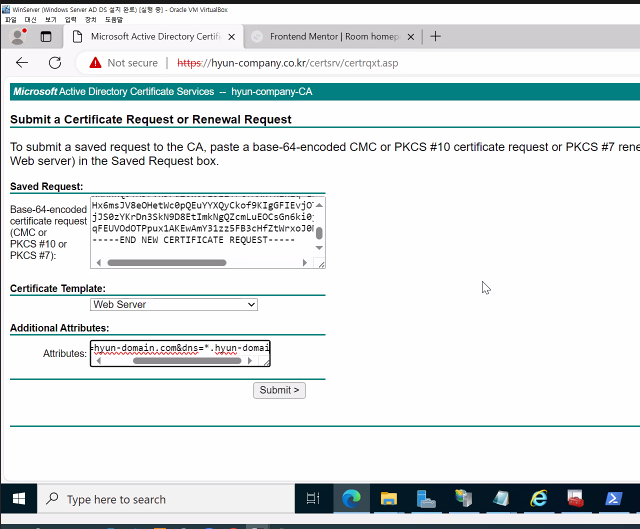 WinServer (Windows Server AD DS 설치 완료) [실행 중] - Oracle VM VirtualBox
파일 머신 보기 입력 장치 도움말
Microsoft Active Directory Certifi
Frontend Mentor | Room homep
Not secure https://hyun-company.co.kr/certsrv/certrqxt.asp
Microsoft Active Directory Certificate Services -- hyun-company-CA
Submit a Certificate Request or Renewal Request
To submit a saved request to the CA, paste a base-64-encoded CMC or PKCS #10 certificate request or PKCS #7 rene
Web server) in the Saved Request box.
Saved Request:
Base-64-encoded
certificate request
(CMC or
PKCS #10 or
PKCS #7):
Hx6msJV8eOHetWc0pQEuYYXQyCkof9KIgGFIEvjO
jJS0zYKrDn3SkN9D8EtImkNgQZcmLuEOCsGn6ki0
qFEUVOdOTPpux1AKEwAmY31zz5FB3cHfZtWrxoJ0
-----END NEW CERTIFICATE REQUEST-----
Certificate Template:
Web Server
Additional Attributes:
Attributes:
=hyun-domain.com&dns=*.hyun-domai
Submit >
Type here to search